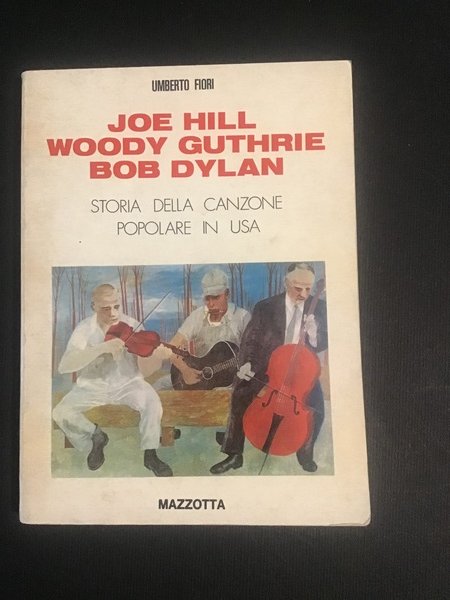 UMBERTO FIORI
JOE HILL
WOODY GUTHRIE
BOB DYLAN
STORIA DELLA CANZONE
POPOLARE IN USA
MAZZOTTA